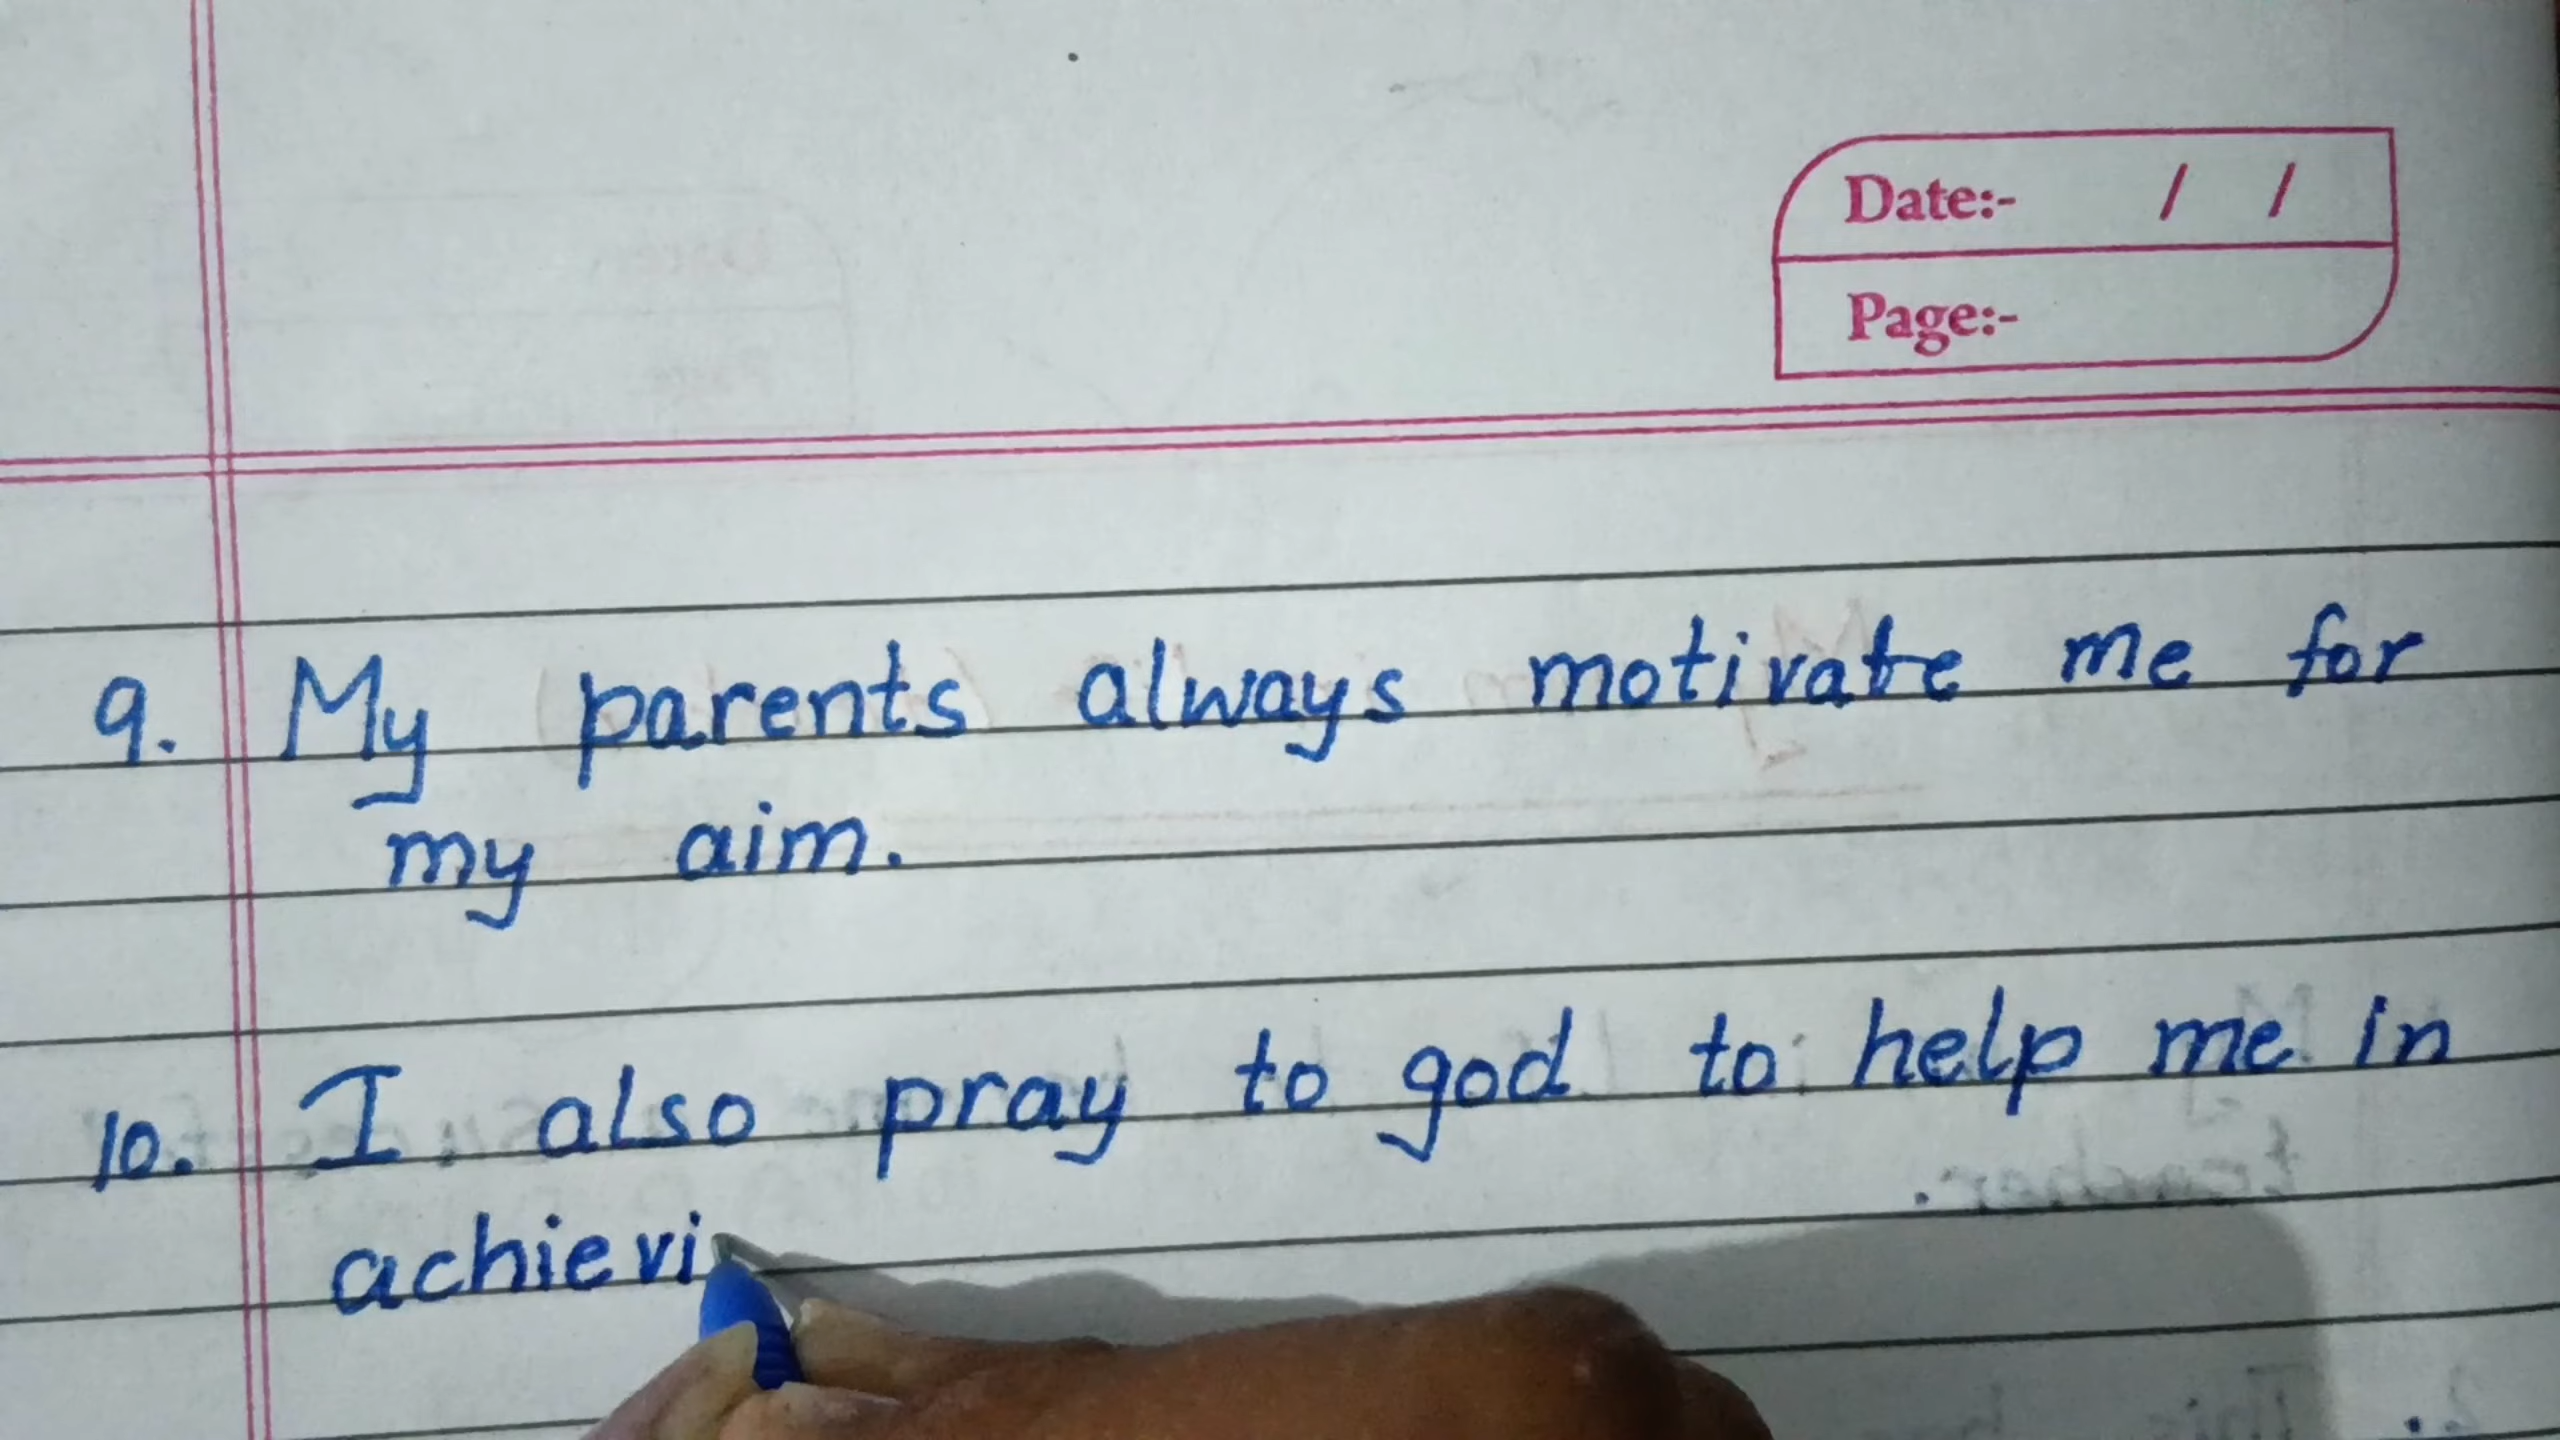 Date:- / /
Page:-
9. My parents always motivate me for
my aim.
10. I also pray to god to help me in
achievi
teacher.